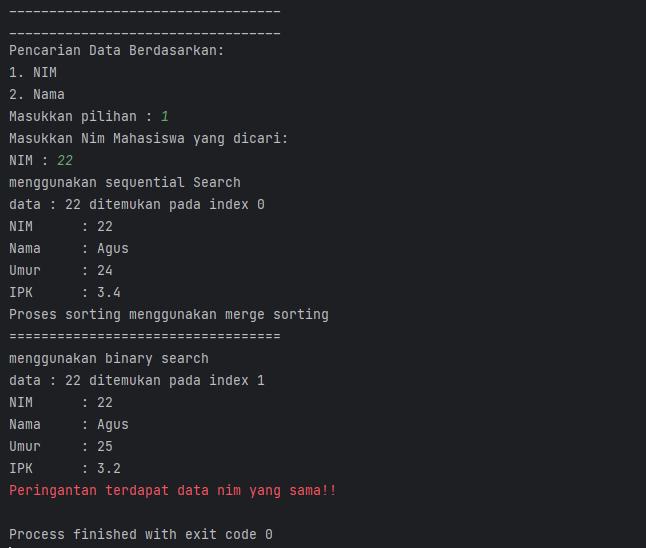 ----------------------------------
----------------------------------
Pencarian Data Berdasarkan:
1. NIM
2. Nama
Masukkan pilihan : 1
Masukkan Nim Mahasiswa yang dicari:
NIM : 22
menggunakan sequential Search
data : 22 ditemukan pada index 0
NIM      : 22
Nama     : Agus
Umur     : 24
IPK      : 3.4
Proses sorting menggunakan merge sorting
==================================
menggunakan binary search
data : 22 ditemukan pada index 1
NIM      : 22
Nama     : Agus
Umur     : 25
IPK      : 3.2
Peringantan terdapat data nim yang sama!!
Process finished with exit code 0